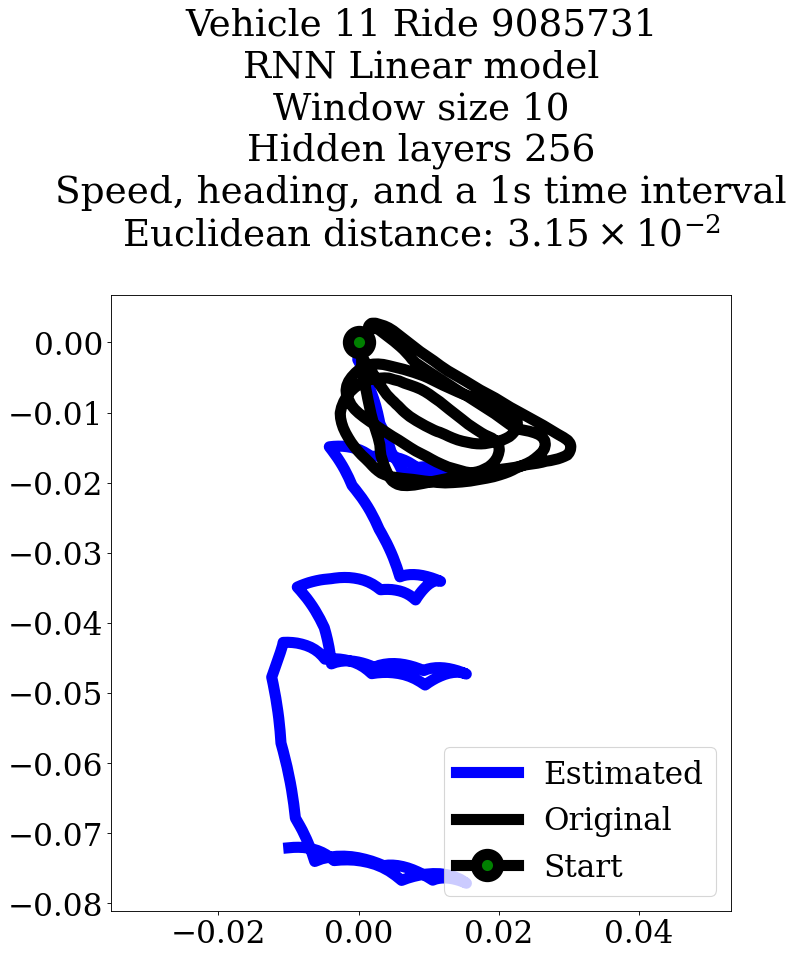 Vehicle 11 Ride 9085731
RNN Linear model
Window size 10
Hidden layers 256
Speed, heading, and a 1s time interval
Euclidean distance: 3.15 × 10⁻²
0.00
−0.01
−0.02
−0.03
−0.04
−0.05
−0.06
−0.07
−0.08
Estimated
Original
Start
−0.02 0.00 0.02 0.04